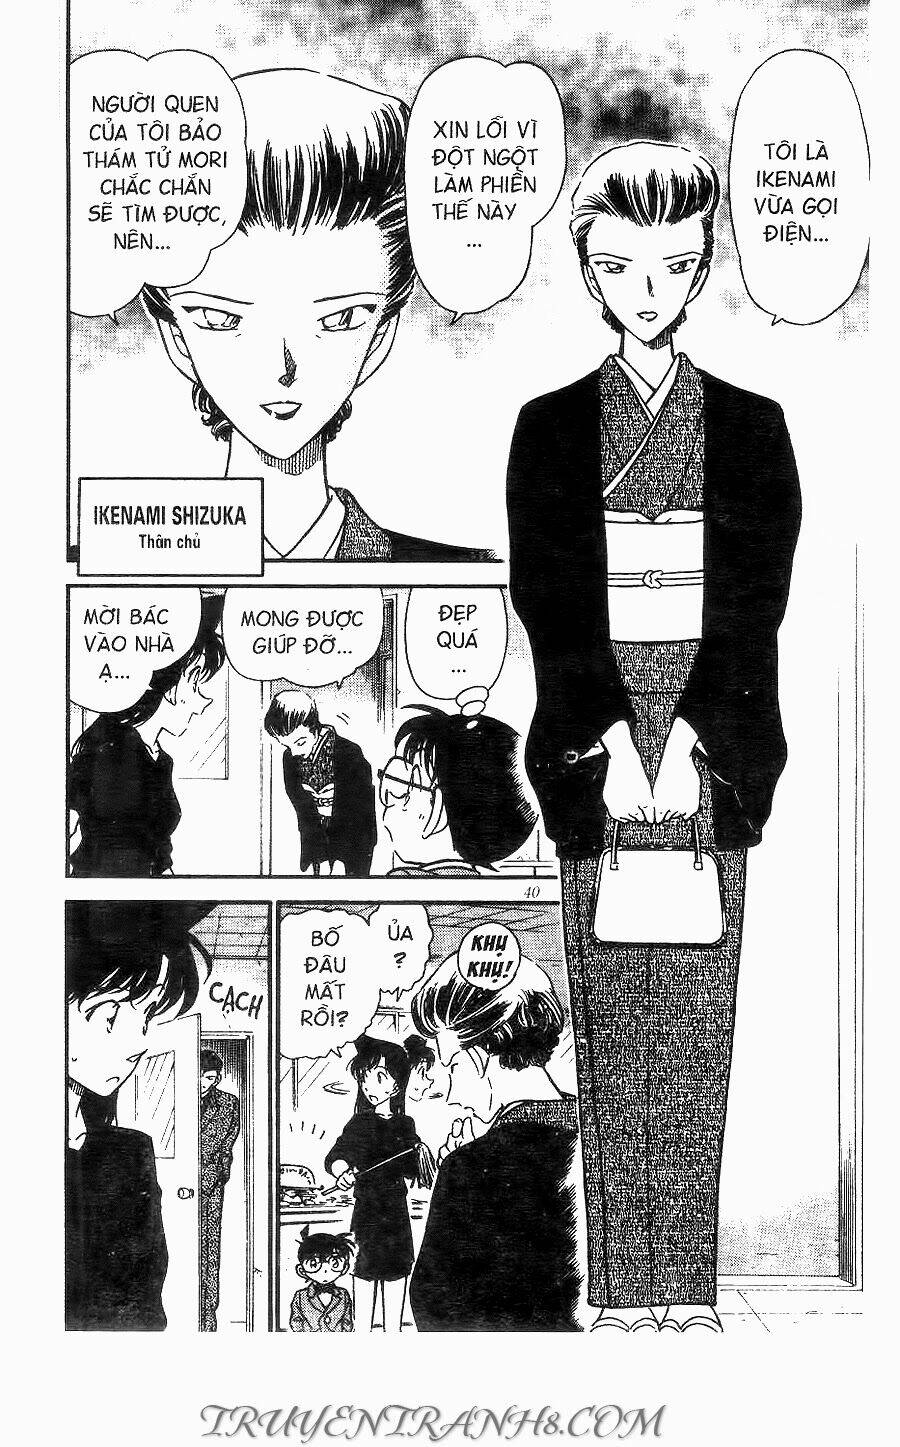 TÔI LÀ
IKENAMI
VỪA GỌI
ĐIỆN...
XIN LỖI VÌ
ĐỘT NGỘT
LÀM PHIỀN
THẾ NÀY
...
NGƯỜI QUEN
CỦA TÔI BẢO
THÁM TỬ MORI
CHẮC CHẮN
SẼ TÌM ĐƯỢC,
NÊN...
IKENAMI SHIZUKA
Thân chủ
ĐẸP
QUÁ
...
MONG ĐƯỢC
GIÚP ĐỠ...
MỜI BÁC
VÀO NHÀ
Ạ...
40
KHỤ
KHỤ!
ỦA
?
BỐ
ĐÂU
MẤT
RỒI?
CẠCH
TRUYENTRANH8.COM